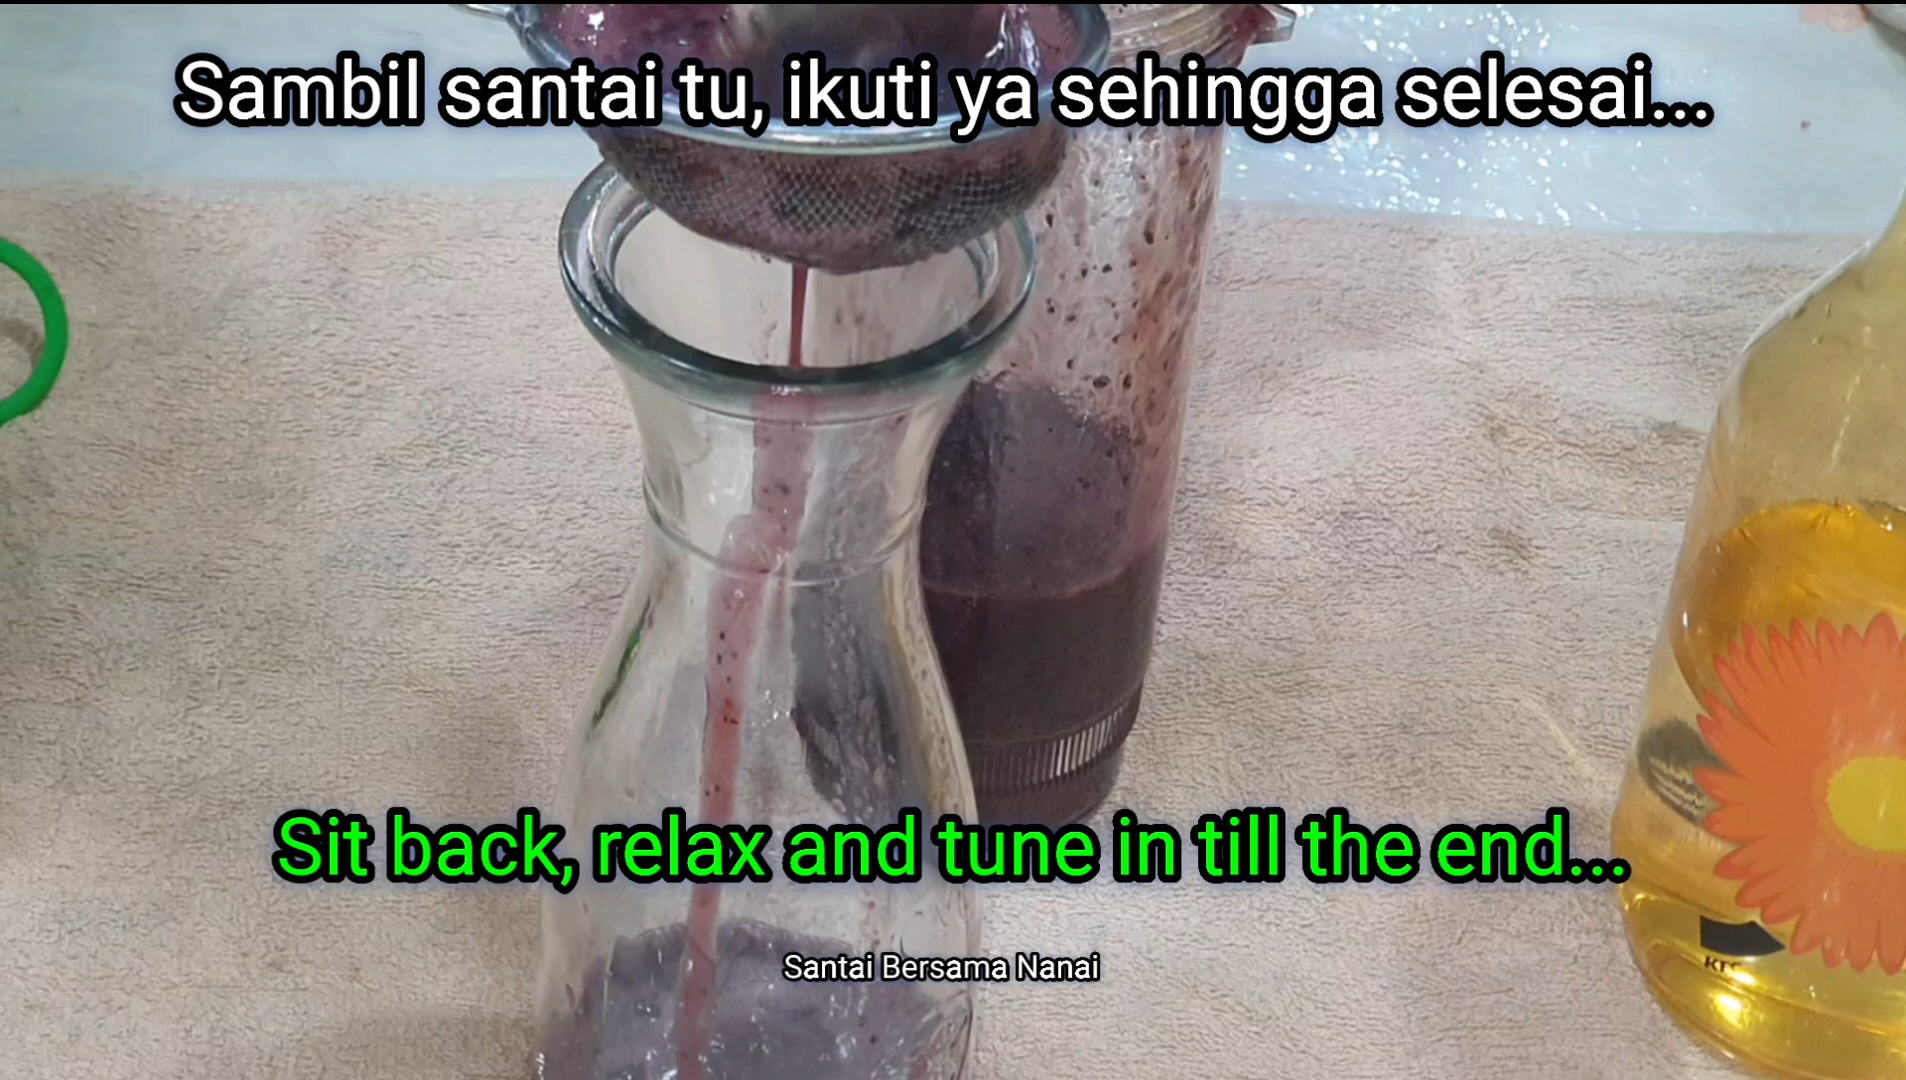 Sambil santai tu, ikuti ya sehingga selesai...
Sit back, relax and tune in till the end...
Santai Bersama Nanai